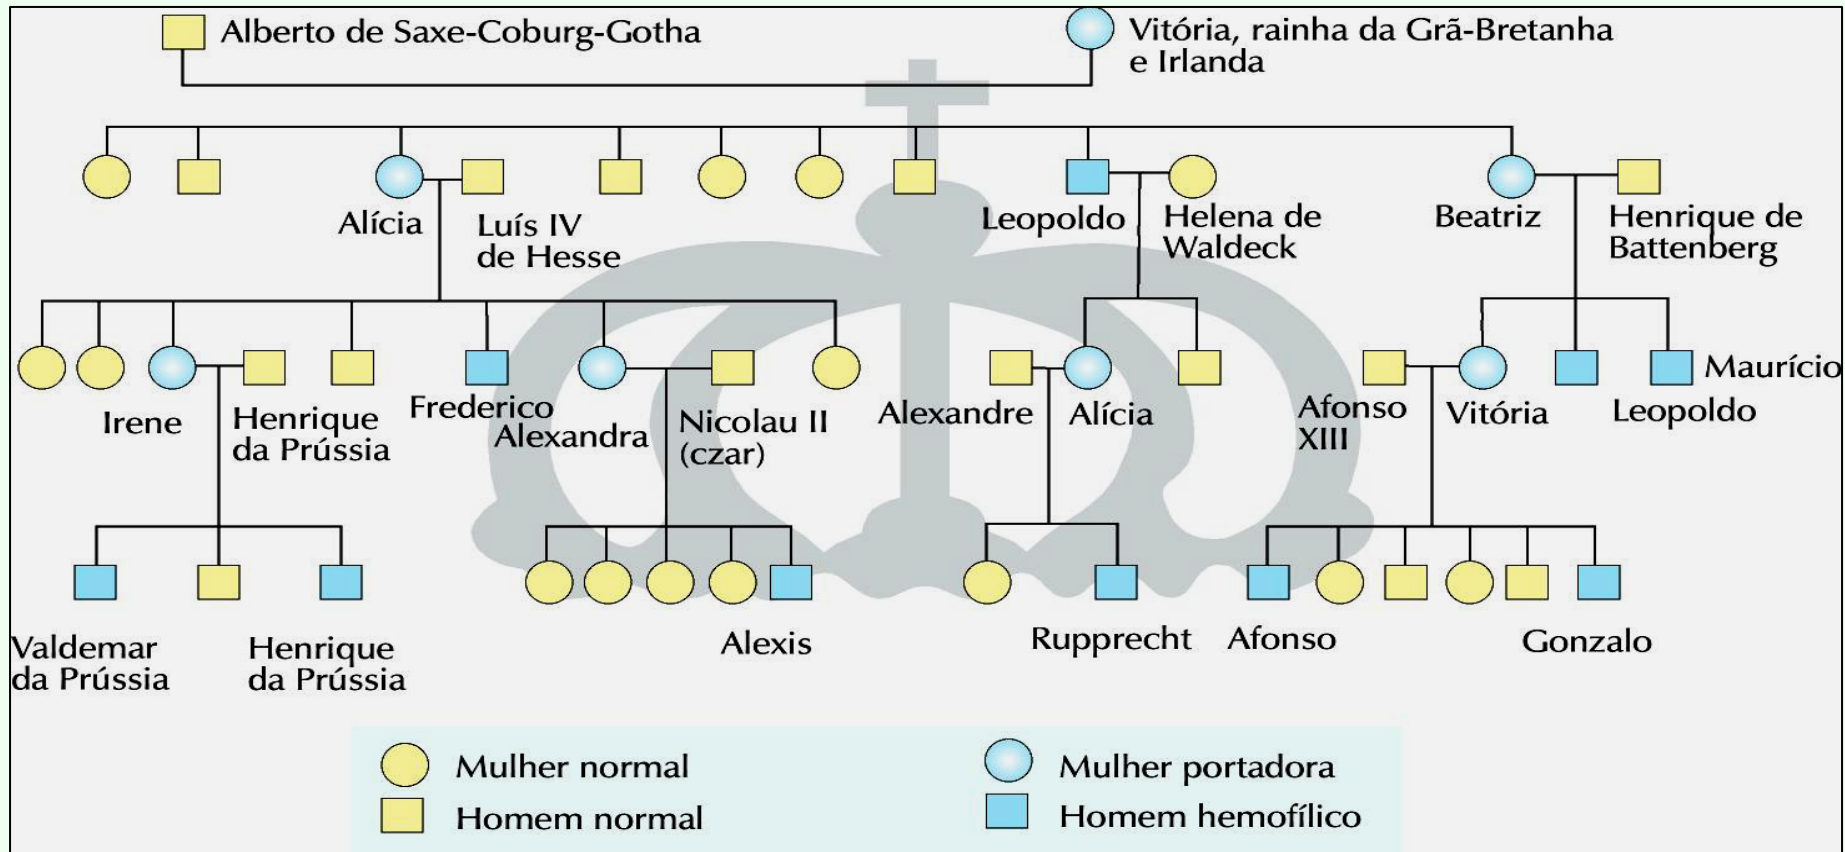 Alberto de Saxe-Coburg-Gotha
Vitória, rainha da Grã-Bretanha
e Irlanda
Alícia
Luís IV
de Hesse
Leopoldo
Helena de
Waldeck
Beatriz
Henrique de
Battenberg
Irene
Henrique
da Prússia
Frederico
Alexandra
Nicolau II
(czar)
Alexandre
Alícia
Afonso
XIII
Vitória
Maurício
Leopoldo
Valdemar
da Prússia
Henrique
da Prússia
Alexis
Rupprecht
Afonso
Gonzalo
Mulher normal
Mulher portadora
Homem normal
Homem hemofílico